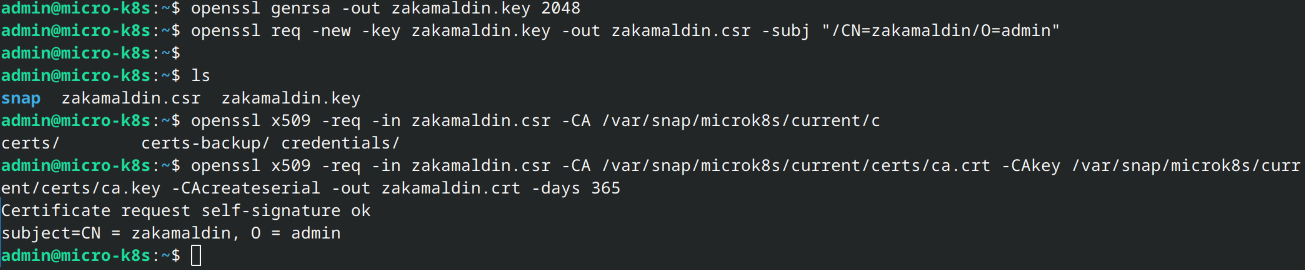 admin@micro-k8s:~$ openssl genrsa -out zakamaldin.key 2048
admin@micro-k8s:~$ openssl req -new -key zakamaldin.key -out zakamaldin.csr -subj "/CN=zakamaldin/O=admin"
admin@micro-k8s:~$
admin@micro-k8s:~$ ls
snap  zakamaldin.csr  zakamaldin.key
admin@micro-k8s:~$ openssl x509 -req -in zakamaldin.csr -CA /var/snap/microk8s/current/c
certs/        certs-backup/ credentials/
admin@micro-k8s:~$ openssl x509 -req -in zakamaldin.csr -CA /var/snap/microk8s/current/certs/ca.crt -CAkey /var/snap/microk8s/curr
ent/certs/ca.key -CAcreateserial -out zakamaldin.crt -days 365
Certificate request self-signature ok
subject=CN = zakamaldin, O = admin
admin@micro-k8s:~$